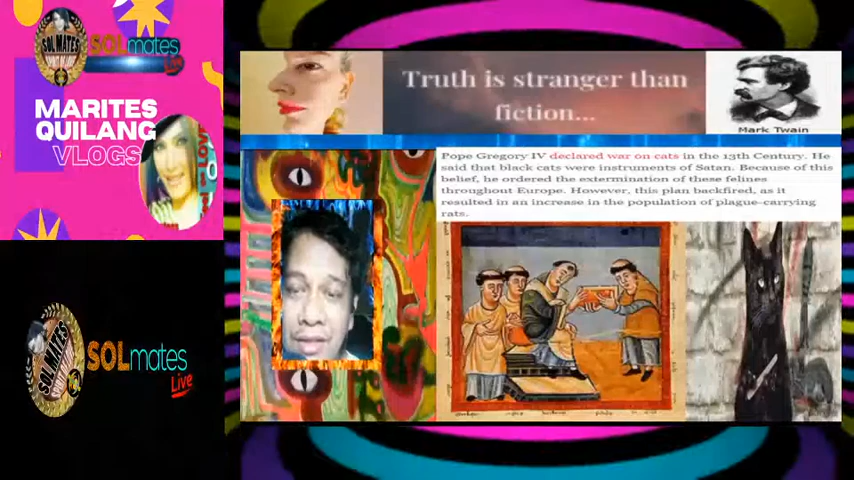 SOL MATES
SOLmates
Live
MARITES
QUILANG
VLOGS
SOL MATES
SOLmates
Live
Truth is stranger than
fiction...
Mark Twain
Pope Gregory IV declared war on cats in the 13th Century. He
said that black cats were instruments of Satan. Because of this
belief, he ordered the extermination of these felines
throughout Europe. However, this plan backfired, as it
resulted in an increase in the population of plague-carrying
rats.